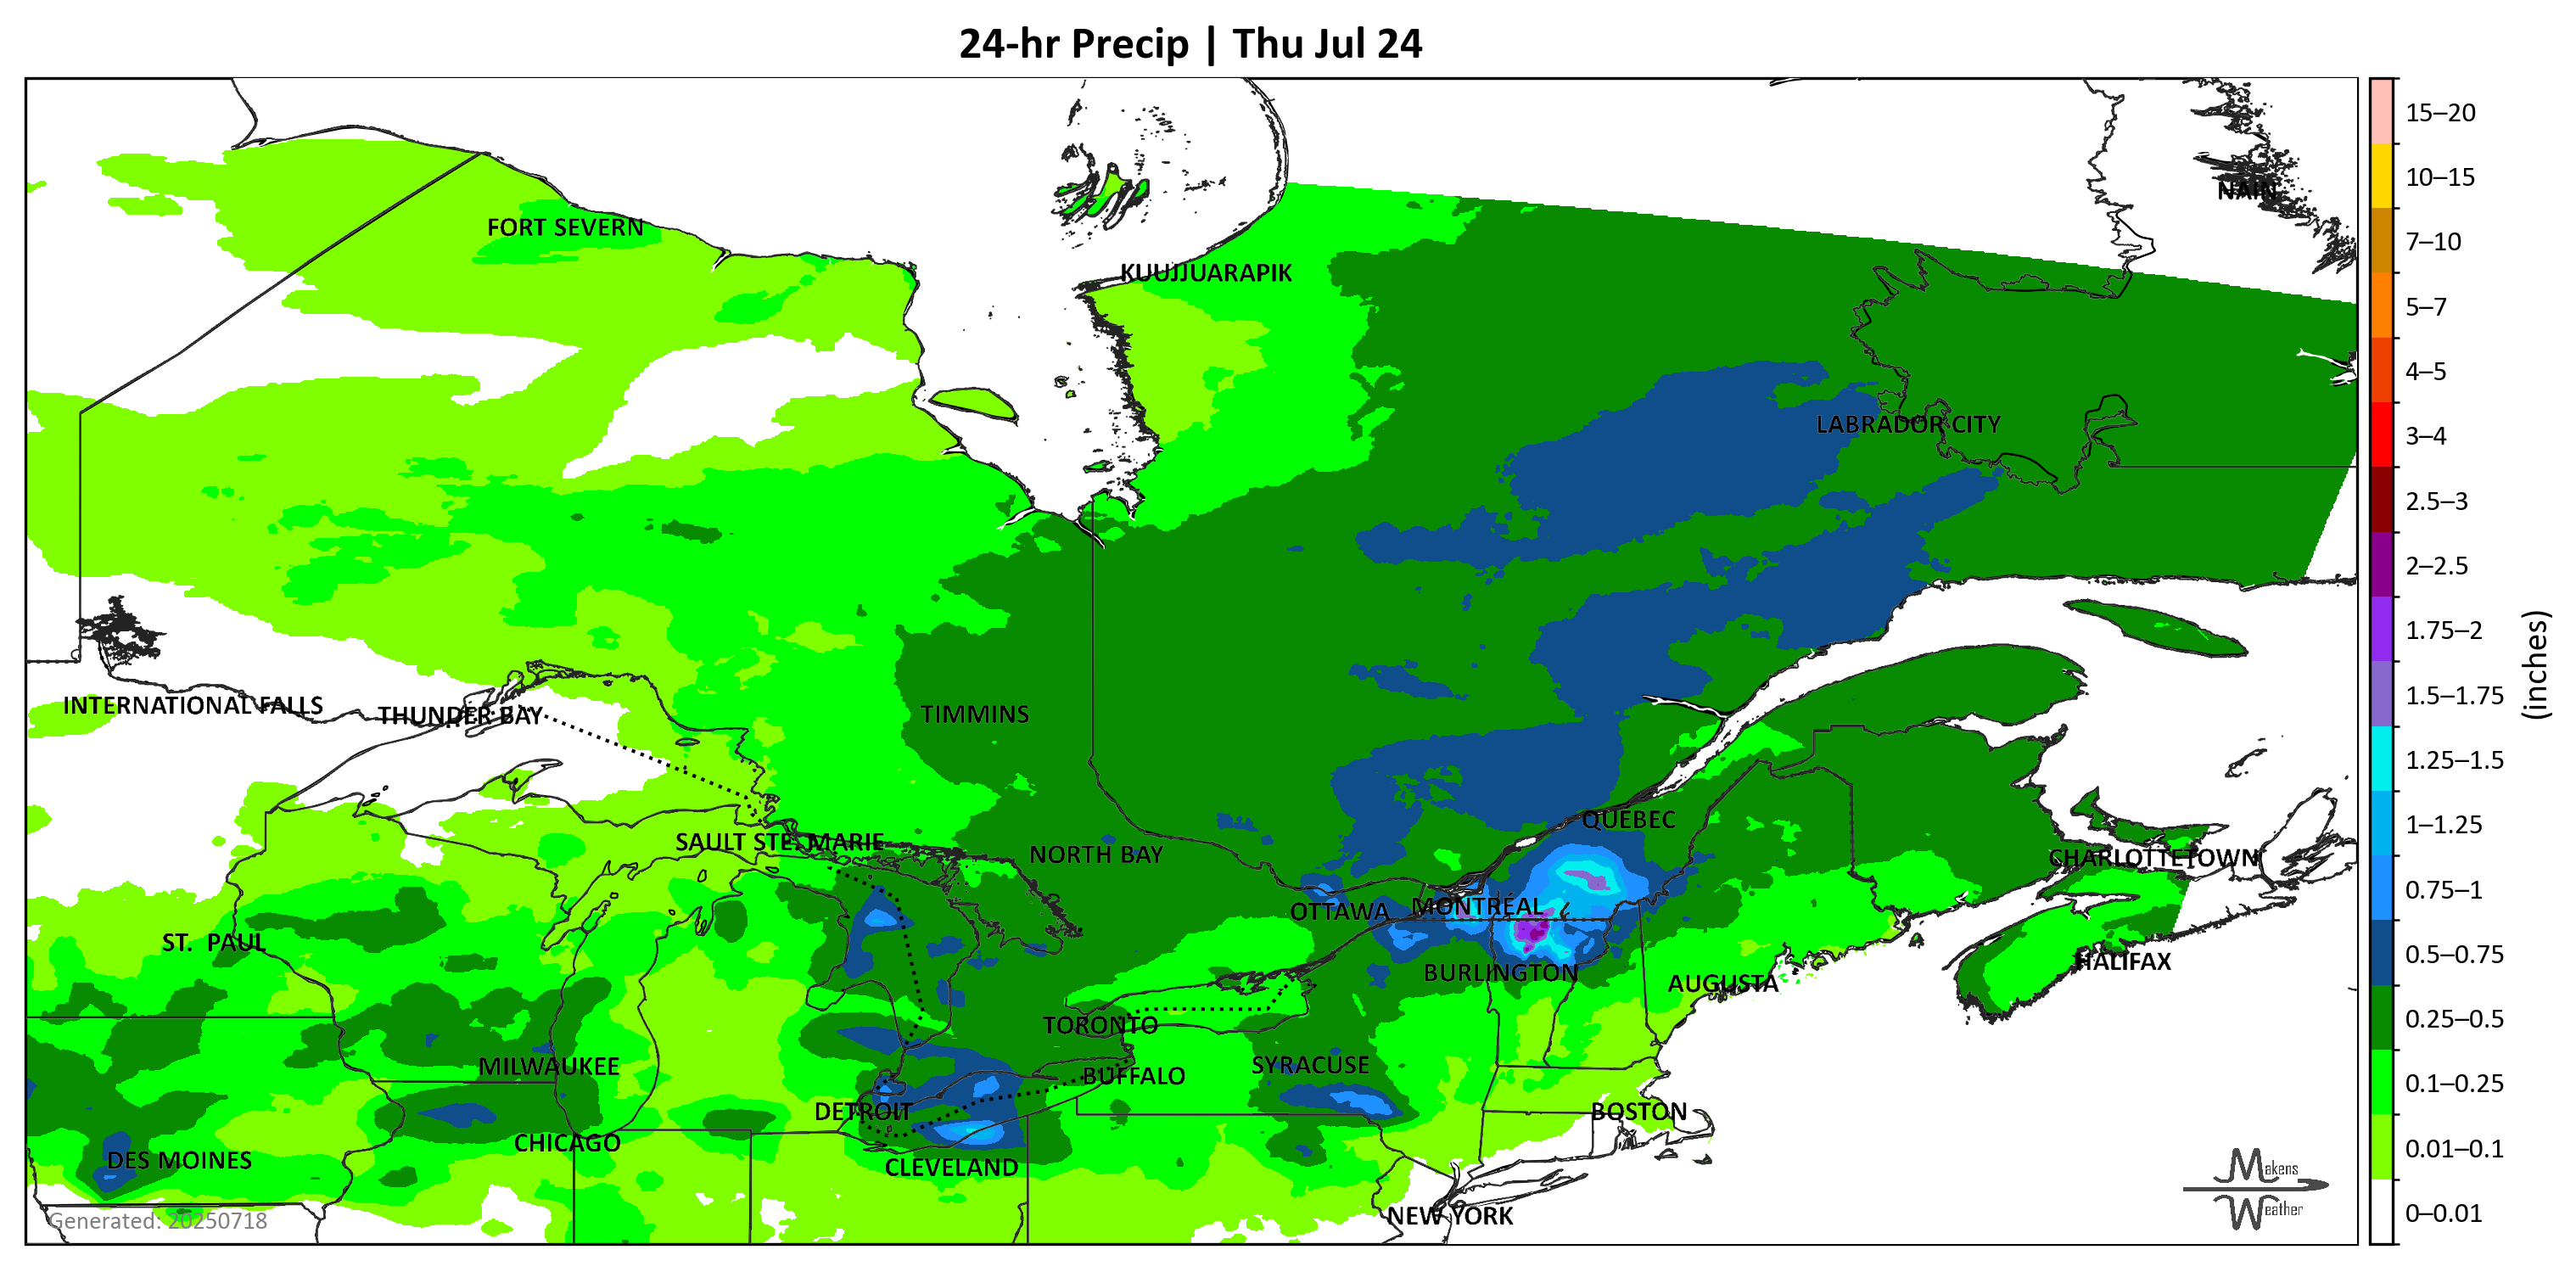 24-hr Precip | Thu Jul 24
NAIN
FORT SEVERN
KUUJJUARAPIK
LABRADOR CITY
INTERNATIONAL FALLS
THUNDER BAY
TIMMINS
QUEBEC
SAULT STE. MARIE
NORTH BAY
CHARLOTTETOWN
OTTAWA
MONTRÉAL
ST. PAUL
HALIFAX
BURLINGTON
AUGUSTA
TORONTO
MILWAUKEE
SYRACUSE
BUFFALO
DETROIT
BOSTON
CHICAGO
DES MOINES
CLEVELAND
NEW YORK
Generated: 20250718
Makens
Weather
15–20
10–15
7–10
5–7
4–5
3–4
2.5–3
2–2.5
1.75–2
1.5–1.75
1.25–1.5
1–1.25
0.75–1
0.5–0.75
0.25–0.5
0.1–0.25
0.01–0.1
0–0.01
(inches)